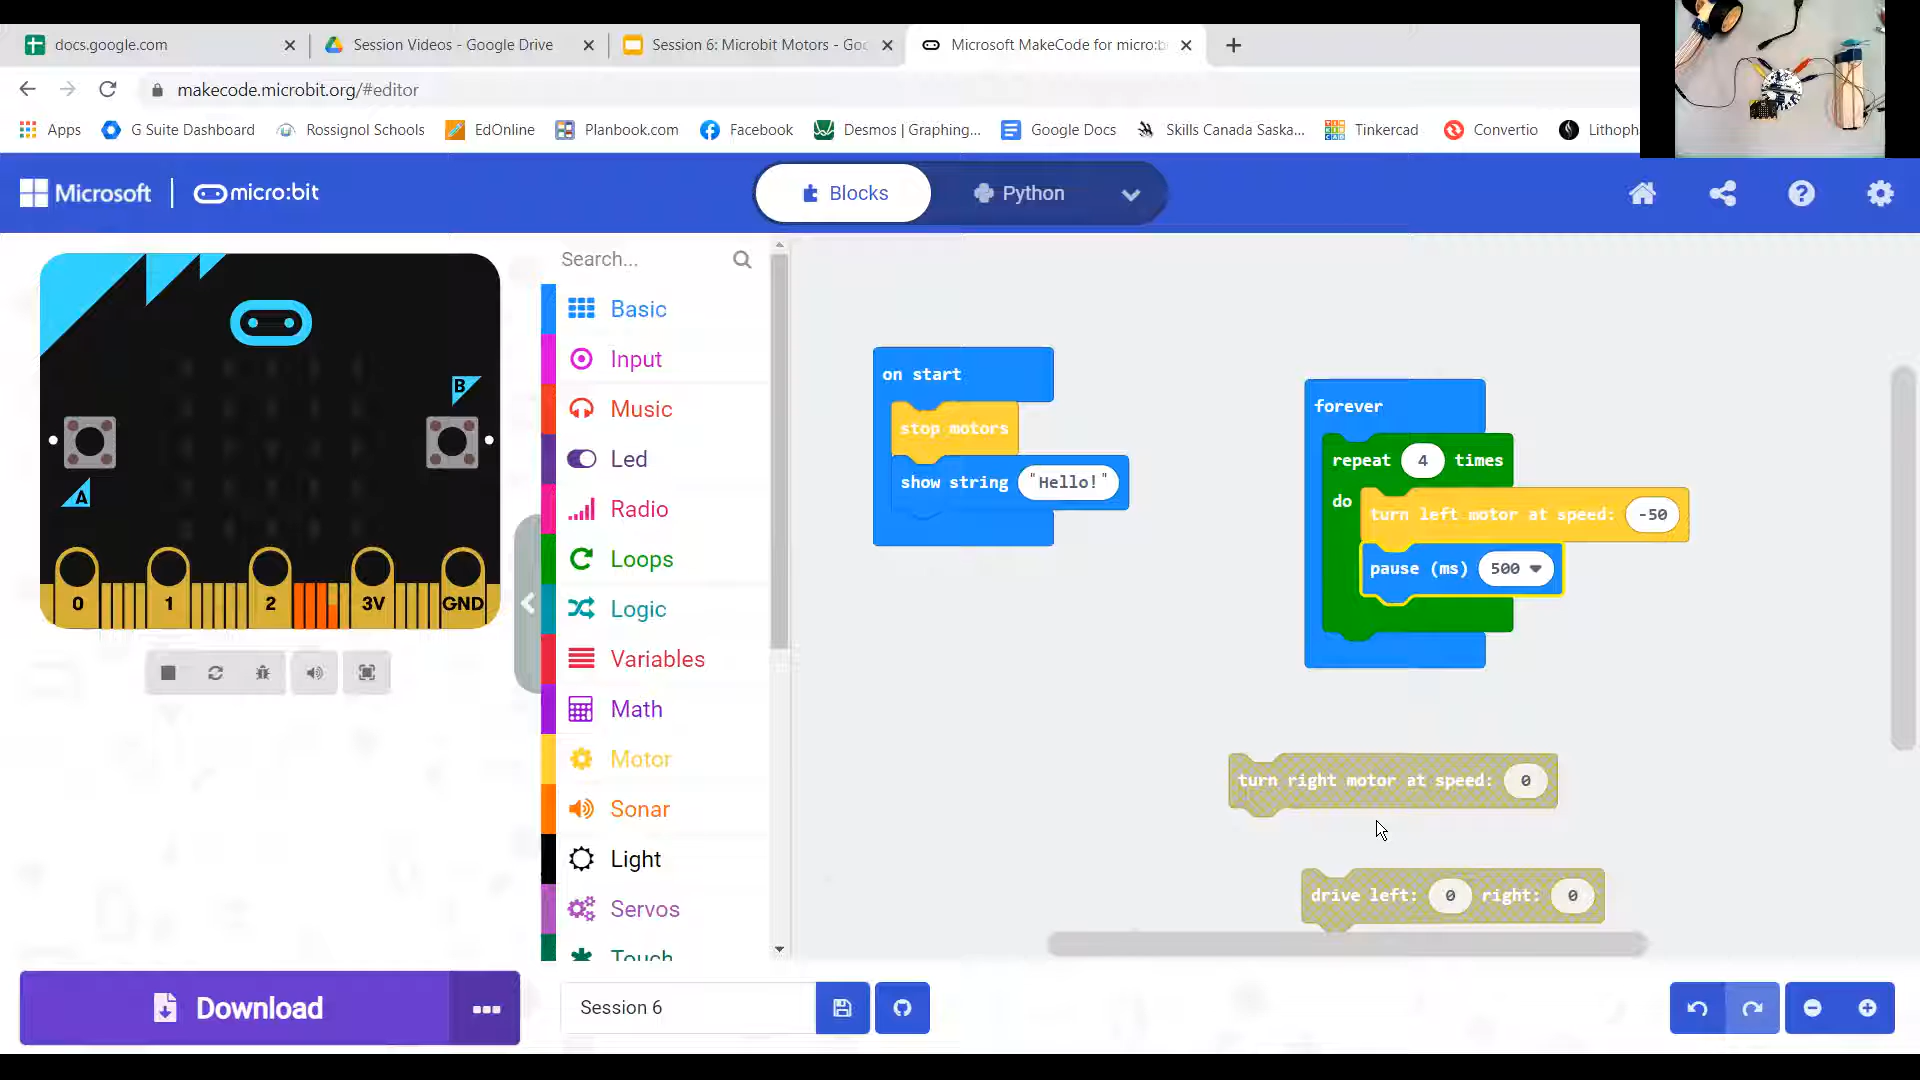 docs.google.com
Session Videos - Google Drive
Session 6: Microbit Motors - Goo
Microsoft MakeCode for micro:b
makecode.microbit.org/#editor
Apps
G Suite Dashboard
Rossignol Schools
EdOnline
Planbook.com
Facebook
Desmos | Graphing...
Google Docs
Skills Canada Saska...
Tinkercad
Convertio
Lithoph
Microsoft
micro:bit
Blocks
Python
Search...
Basic
Input
Music
Led
Radio
Loops
Logic
Variables
Math
Motor
Sonar
Light
Servos
Touch
A
B
0
1
2
3V
GND
on start
stop motors
show string "Hello!"
forever
repeat 4 times
do
turn left motor at speed: -50
pause (ms) 500
turn right motor at speed: 0
drive left: 0 right: 0
Download
Session 6